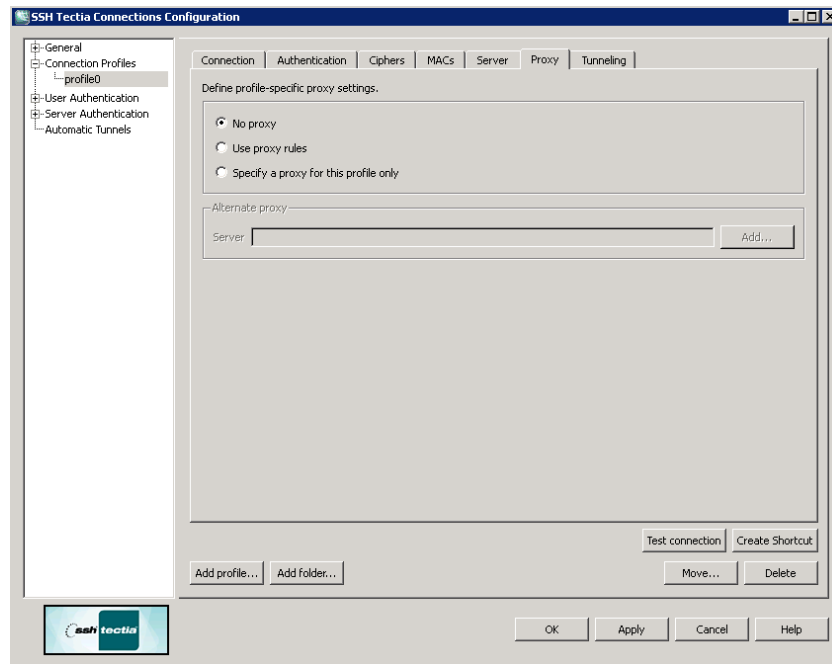 SSH Tectia Connections Configuration
General
Connection Profiles
profile0
User Authentication
Server Authentication
Automatic Tunnels
Connection Authentication Ciphers MACs Server Proxy Tunneling
Define profile-specific proxy settings.
No proxy
Use proxy rules
Specify a proxy for this profile only
Alternate proxy
Server Add...
Test connection Create Shortcut
Add profile... Add folder... Move... Delete
ssh tectia
OK Apply Cancel Help